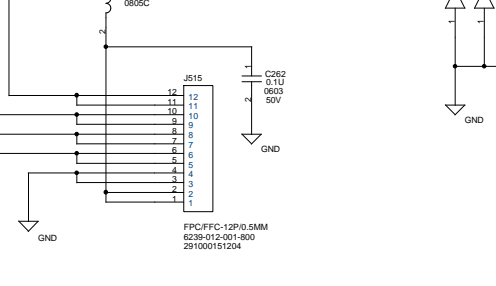 0805C
2
1
1
J515
1
C262
0.1U
0603
50V
2
12 12
11 11
10 10
9 9
8 8
7 7
6 6
5 5
4 4
3 3
2 2
1 1
GND
GND
GND
FPC/FFC-12P/0.5MM
6239-012-001-800
291000151204